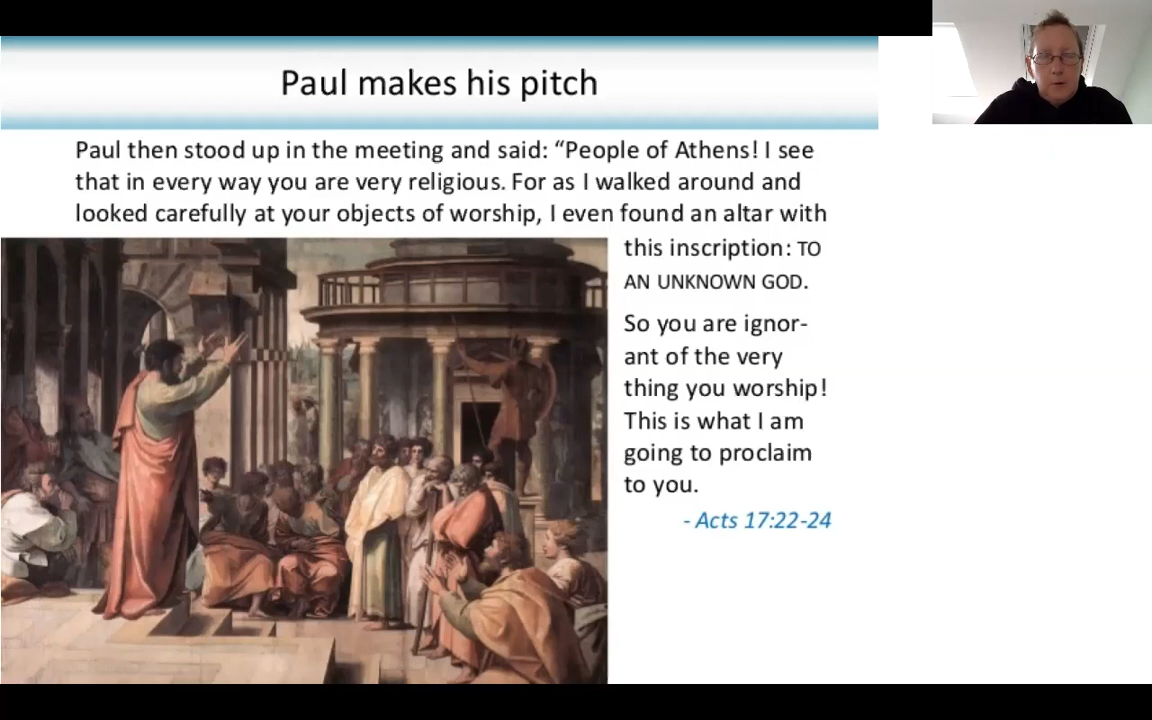 Paul makes his pitch
Paul then stood up in the meeting and said: “People of Athens! I see
that in every way you are very religious. For as I walked around and
looked carefully at your objects of worship, I even found an altar with
this inscription: TO
AN UNKNOWN GOD.
So you are ignor-
ant of the very
thing you worship!
This is what I am
going to proclaim
to you.
- Acts 17:22-24